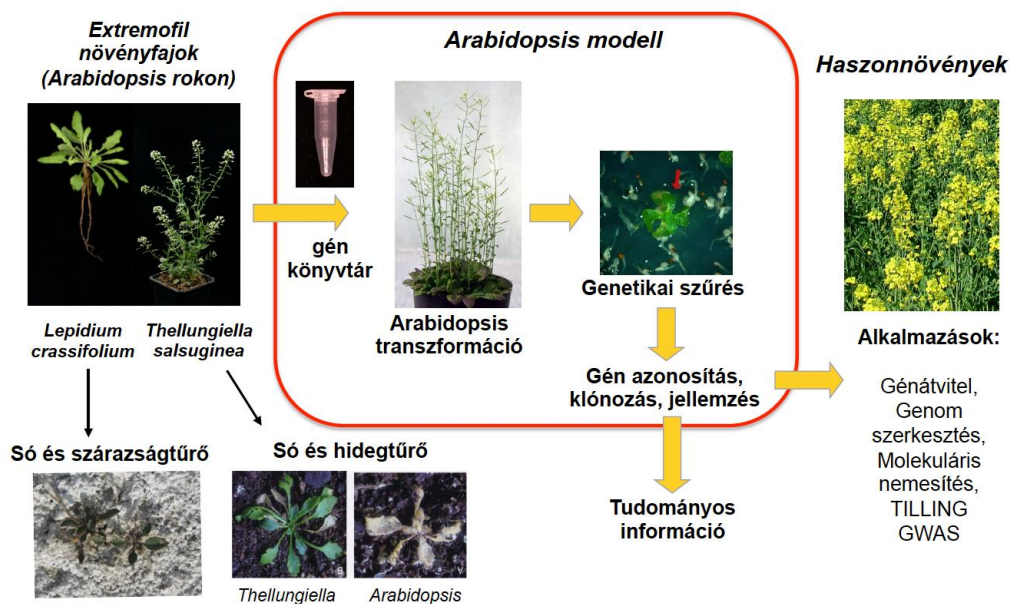 Extremofil
növényfajok
(Arabidopsis rokon)
Lepidium
crassifolium
Thellungiella
salsuginea
Só és szárazságtűrő
Só és hidegtűrő
B
A
Thellungiella
Arabidopsis
Arabidopsis modell
gén
könyvtár
Arabidopsis
transzformáció
Genetikai szűrés
Gén azonosítás,
klónozás, jellemzés
Tudományos
információ
Haszonnövények
Alkalmazások:
Génátvitel,
Genom
szerkesztés,
Molekuláris
nemesítés,
TILLING
GWAS